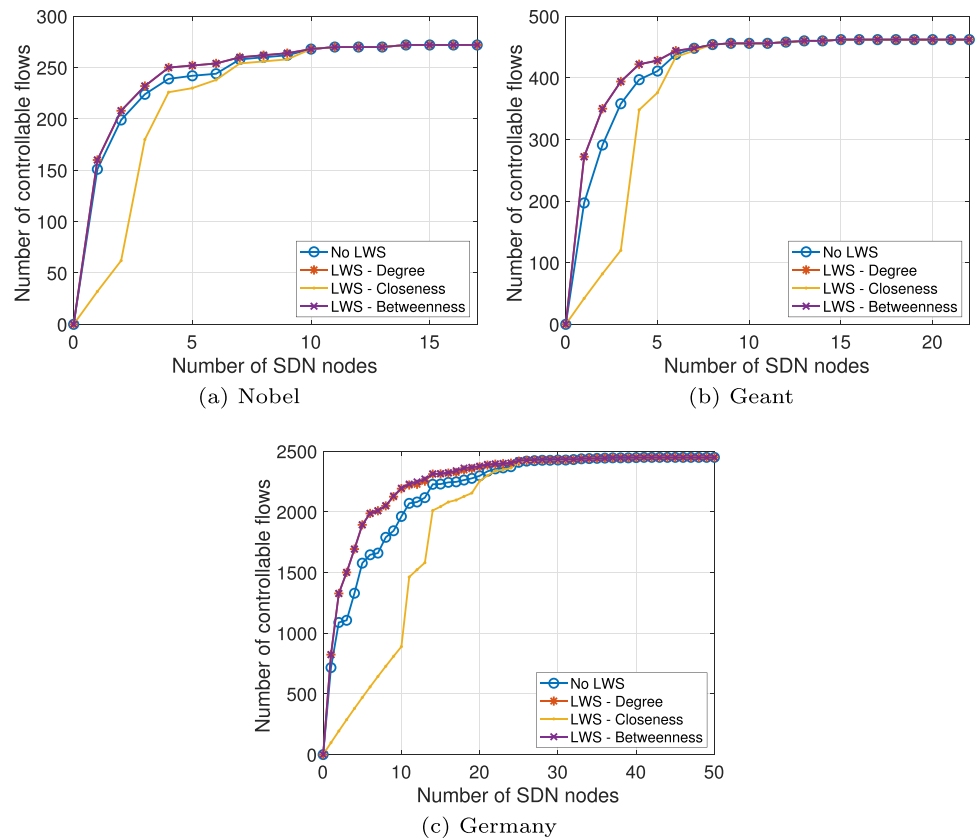 300
250
200
150
100
50
0
Number of controllable flows
No LWS
LWS - Degree
LWS - Closeness
LWS - Betweenness
0 5 10 15
Number of SDN nodes
(a) Nobel
500
400
300
200
100
0
Number of controllable flows
No LWS
LWS - Degree
LWS - Closeness
LWS - Betweenness
0 5 10 15 20
Number of SDN nodes
(b) Geant
2500
2000
1500
1000
500
0
Number of controllable flows
No LWS
LWS - Degree
LWS - Closeness
LWS - Betweenness
0 10 20 30 40 50
Number of SDN nodes
(c) Germany